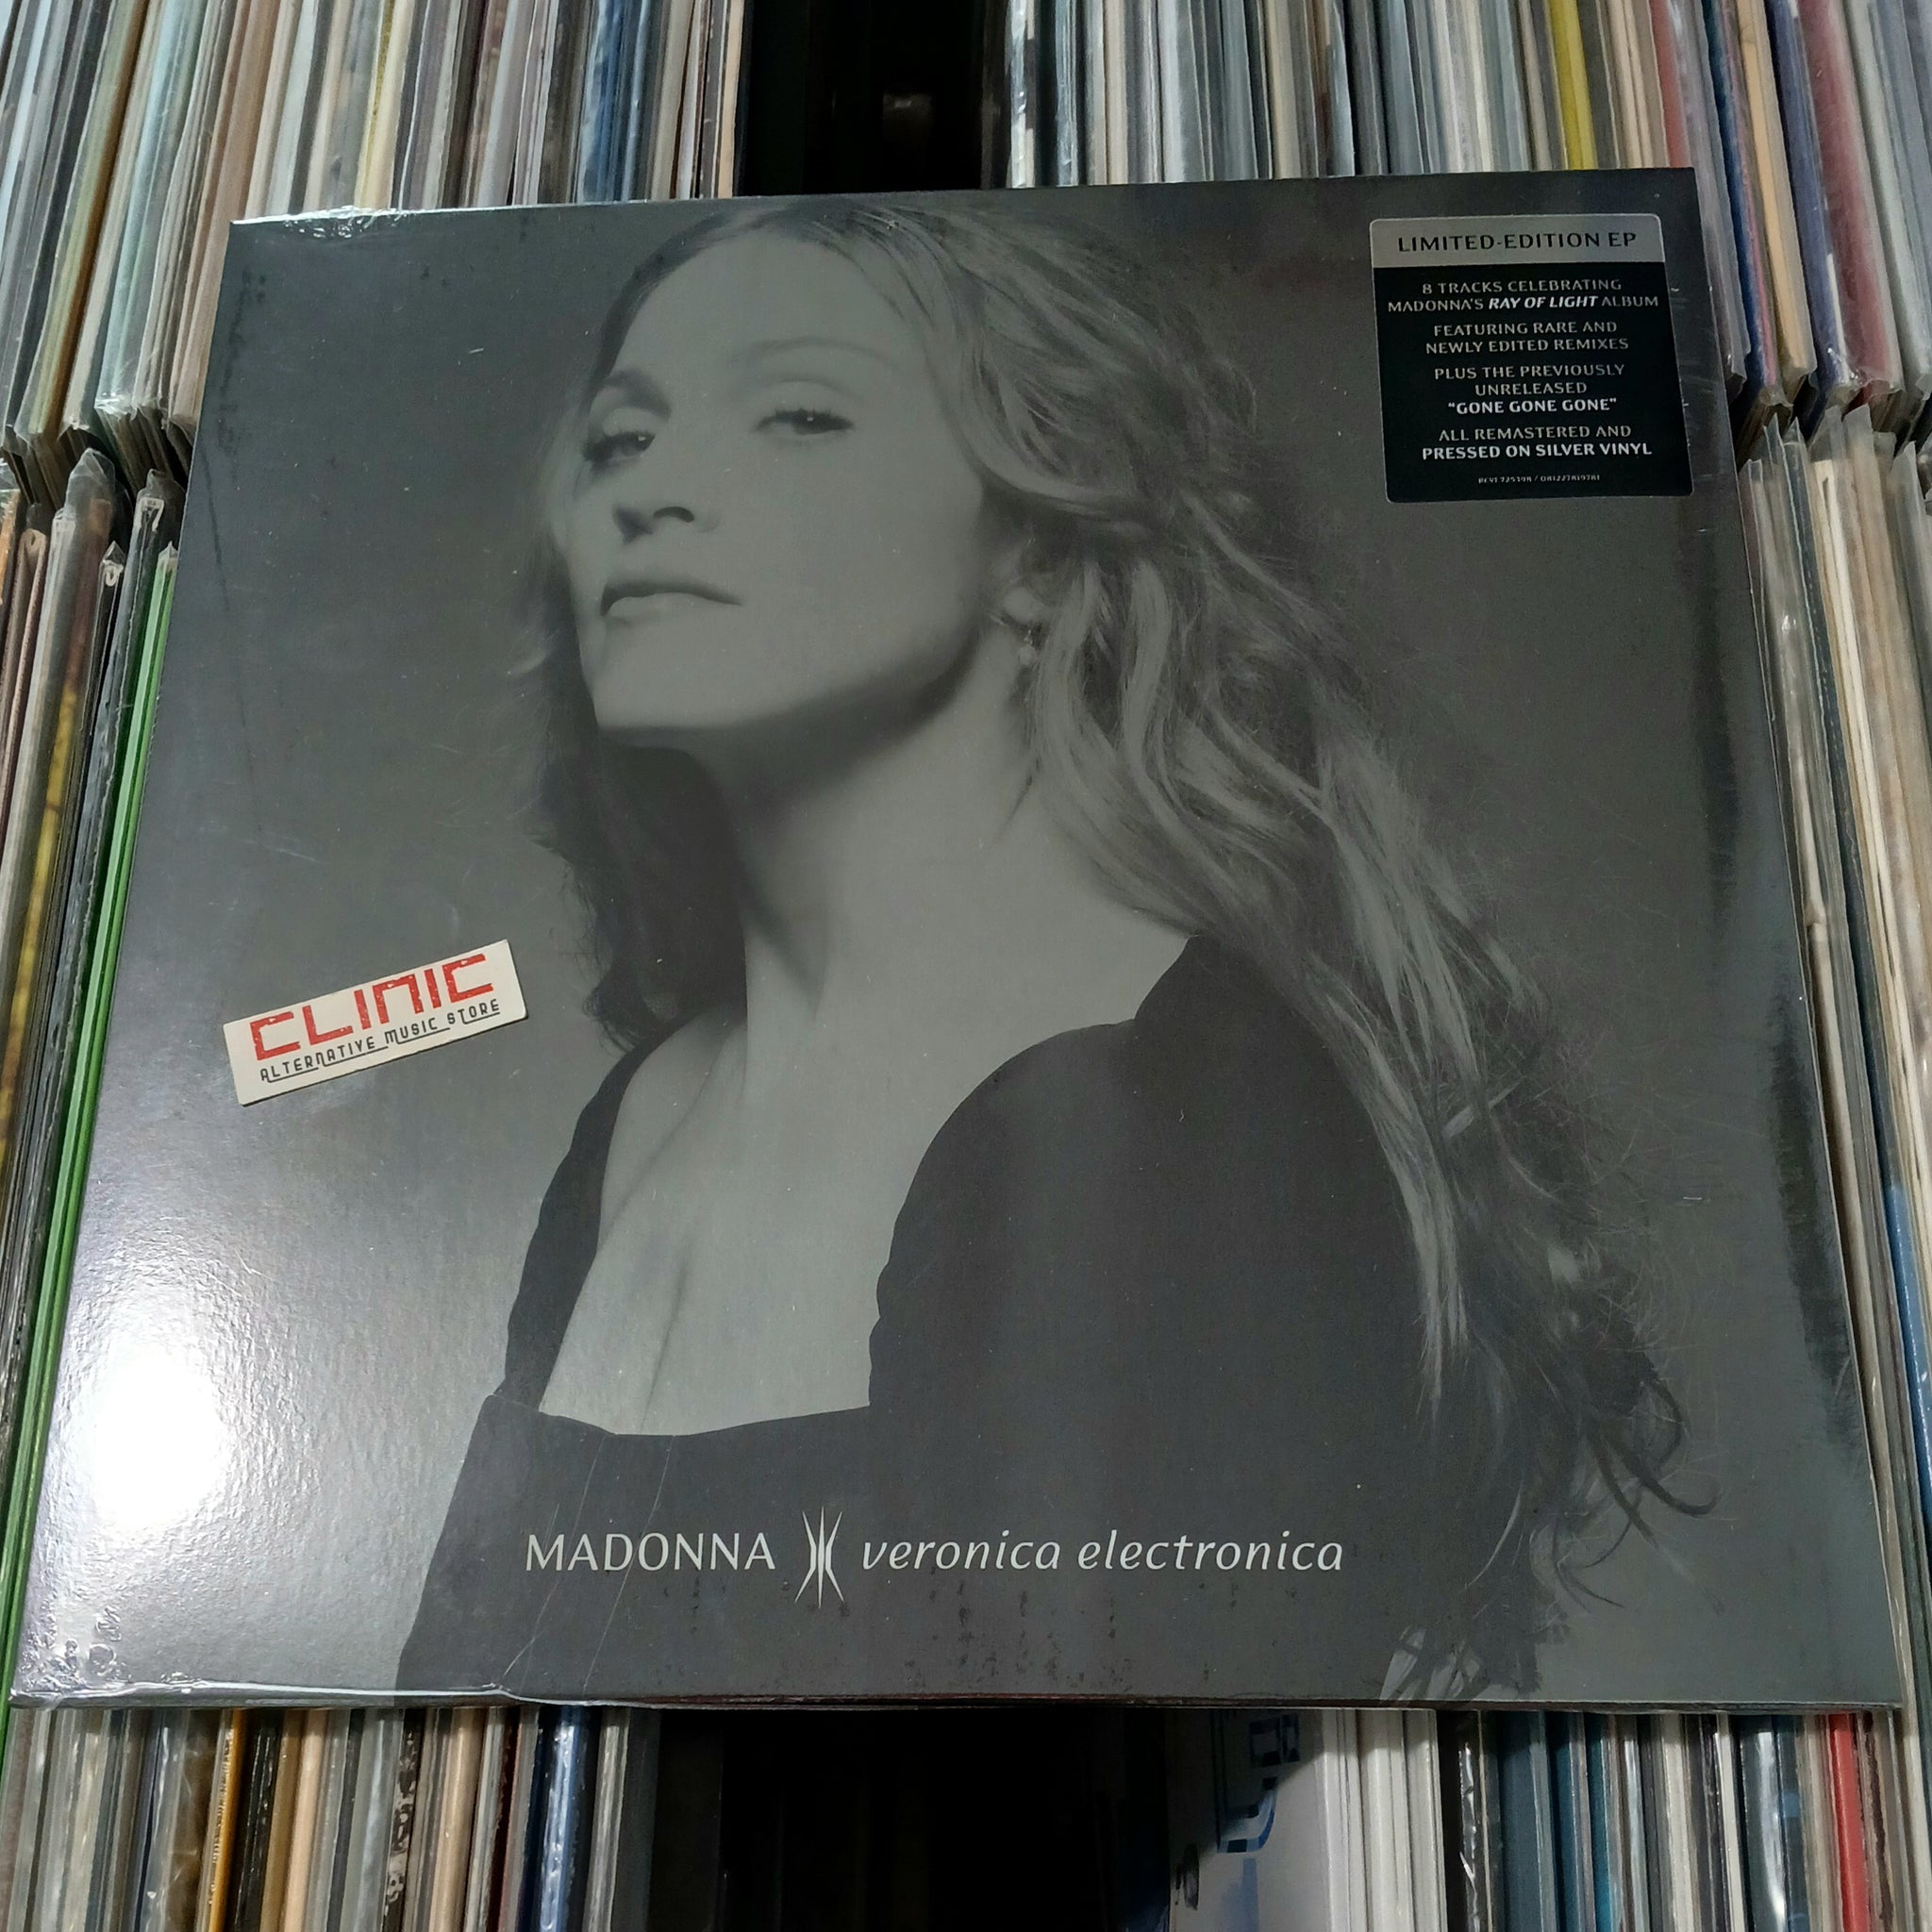 LIMITED-EDITION EP
8 TRACKS CELEBRATING
MADONNA'S RAY OF LIGHT ALBUM
FEATURING RARE AND
NEWLY EDITED REMIXES
PLUS THE PREVIOUSLY
UNRELEASED
“GONE GONE GONE”
ALL REMASTERED AND
PRESSED ON SILVER VINYL
CLINIC
ALTERNATIVE MUSIC STORE
MADONNA veronica electronica